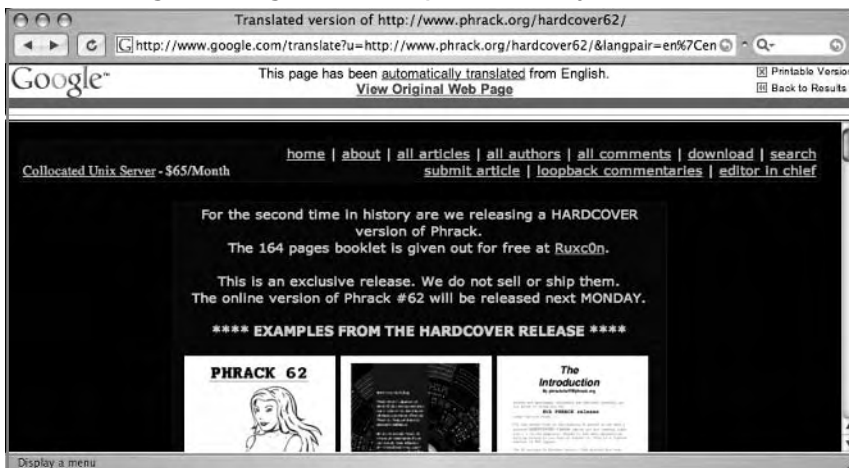 Translated version of http://www.phrack.org/hardcover62/
http://www.google.com/translate?u=http://www.phrack.org/hardcover62/&langpair=en%7Cen
Google™
This page has been automatically translated from English.
View Original Web Page
Printable Versio
Back to Results
home | about | all articles | all authors | all comments | download | search
Collocated Unix Server - $65/Month
submit article | loopback commentaries | editor in chief
For the second time in history are we releasing a HARDCOVER
version of Phrack.
The 164 pages booklet is given out for free at Ruxc0n.
This is an exclusive release. We do not sell or ship them.
The online version of Phrack #62 will be released next MONDAY.
**** EXAMPLES FROM THE HARDCOVER RELEASE ****
PHRACK 62
The
Introduction
Display a menu